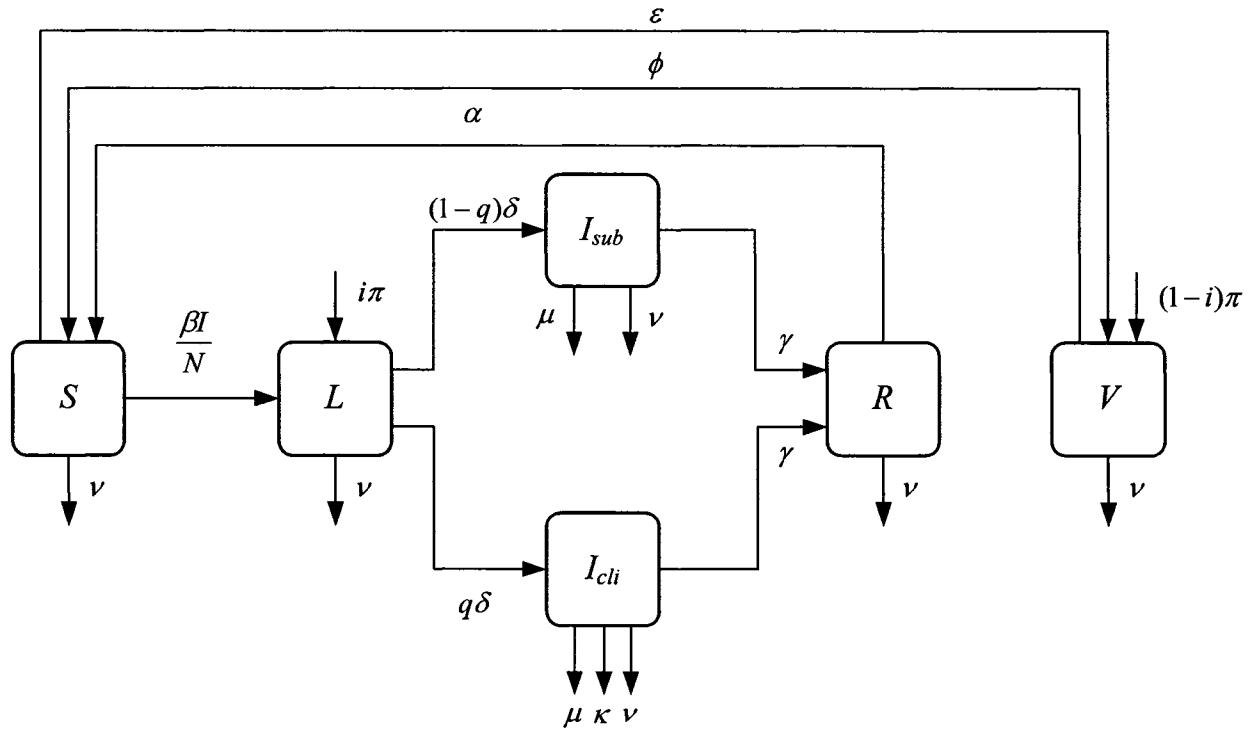 ε
ϕ
α
(1−q)δ
I_sub
iπ
(1−i)π
μ
ν
βI/N
γ
S
L
R
V
γ
ν
ν
ν
ν
I_cli
qδ
μ κ ν